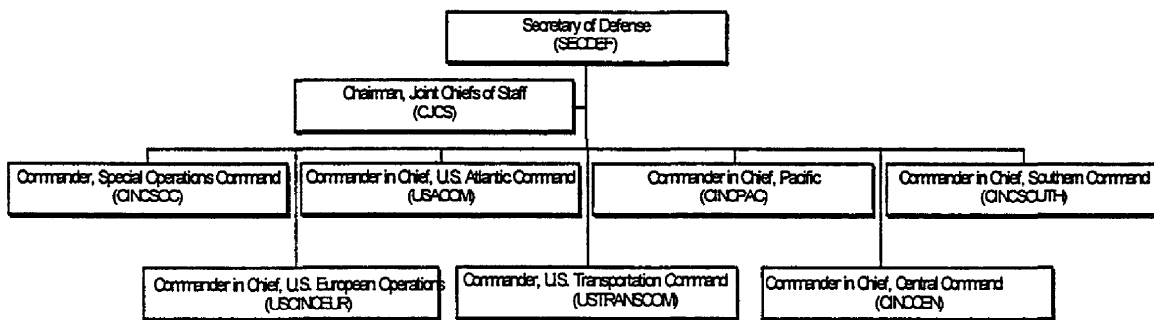 Secretary of Defense
(SECDEF)
Chairman, Joint Chiefs of Staff
(CJCS)
Commander, Special Operations Command
(CINCSOC)
Commander in Chief, U.S. Atlantic Command
(USACOM)
Commander in Chief, Pacific
(CINCPAC)
Commander in Chief, Southern Command
(CINCSOUTH)
Commander in Chief, U.S. European Operations
(USCINCEUR)
Commander, U.S. Transportation Command
(USTRANSCOM)
Commander in Chief, Central Command
(CINCCEN)